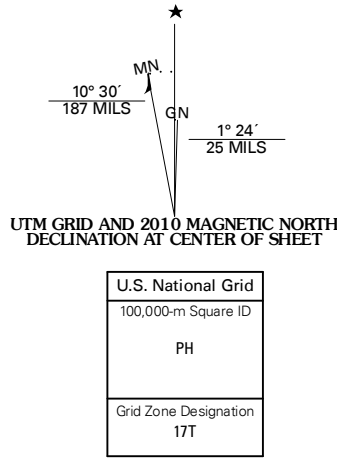 ★
MN
10° 30´
187 MILS
GN
1° 24´
25 MILS
UTM GRID AND 2010 MAGNETIC NORTH
DECLINATION AT CENTER OF SHEET
U.S. National Grid
100,000-m Square ID
PH
Grid Zone Designation
17T